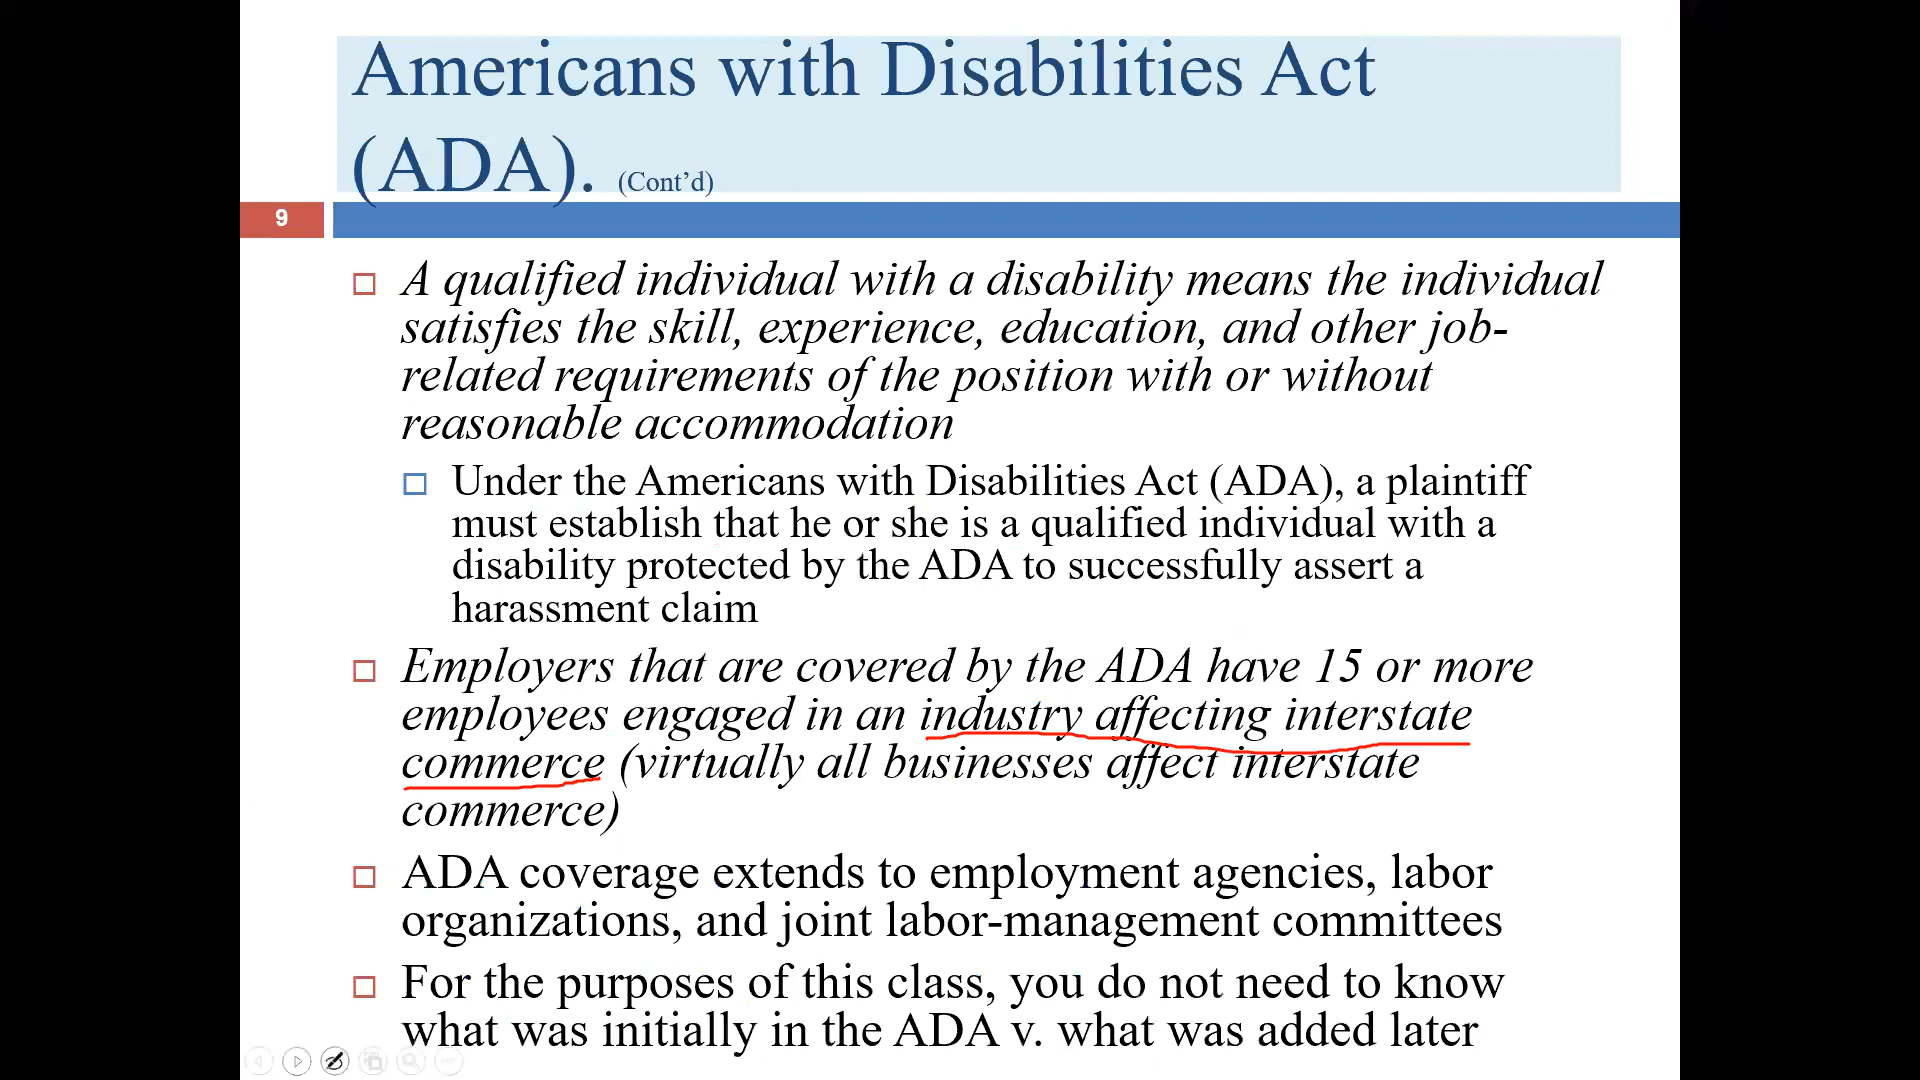 Americans with Disabilities Act
(ADA). (Cont’d)
9
A qualified individual with a disability means the individual
satisfies the skill, experience, education, and other job-
related requirements of the position with or without
reasonable accommodation
Under the Americans with Disabilities Act (ADA), a plaintiff
must establish that he or she is a qualified individual with a
disability protected by the ADA to successfully assert a
harassment claim
Employers that are covered by the ADA have 15 or more
employees engaged in an industry affecting interstate
commerce (virtually all businesses affect interstate
commerce)
ADA coverage extends to employment agencies, labor
organizations, and joint labor-management committees
For the purposes of this class, you do not need to know
what was initially in the ADA v. what was added later